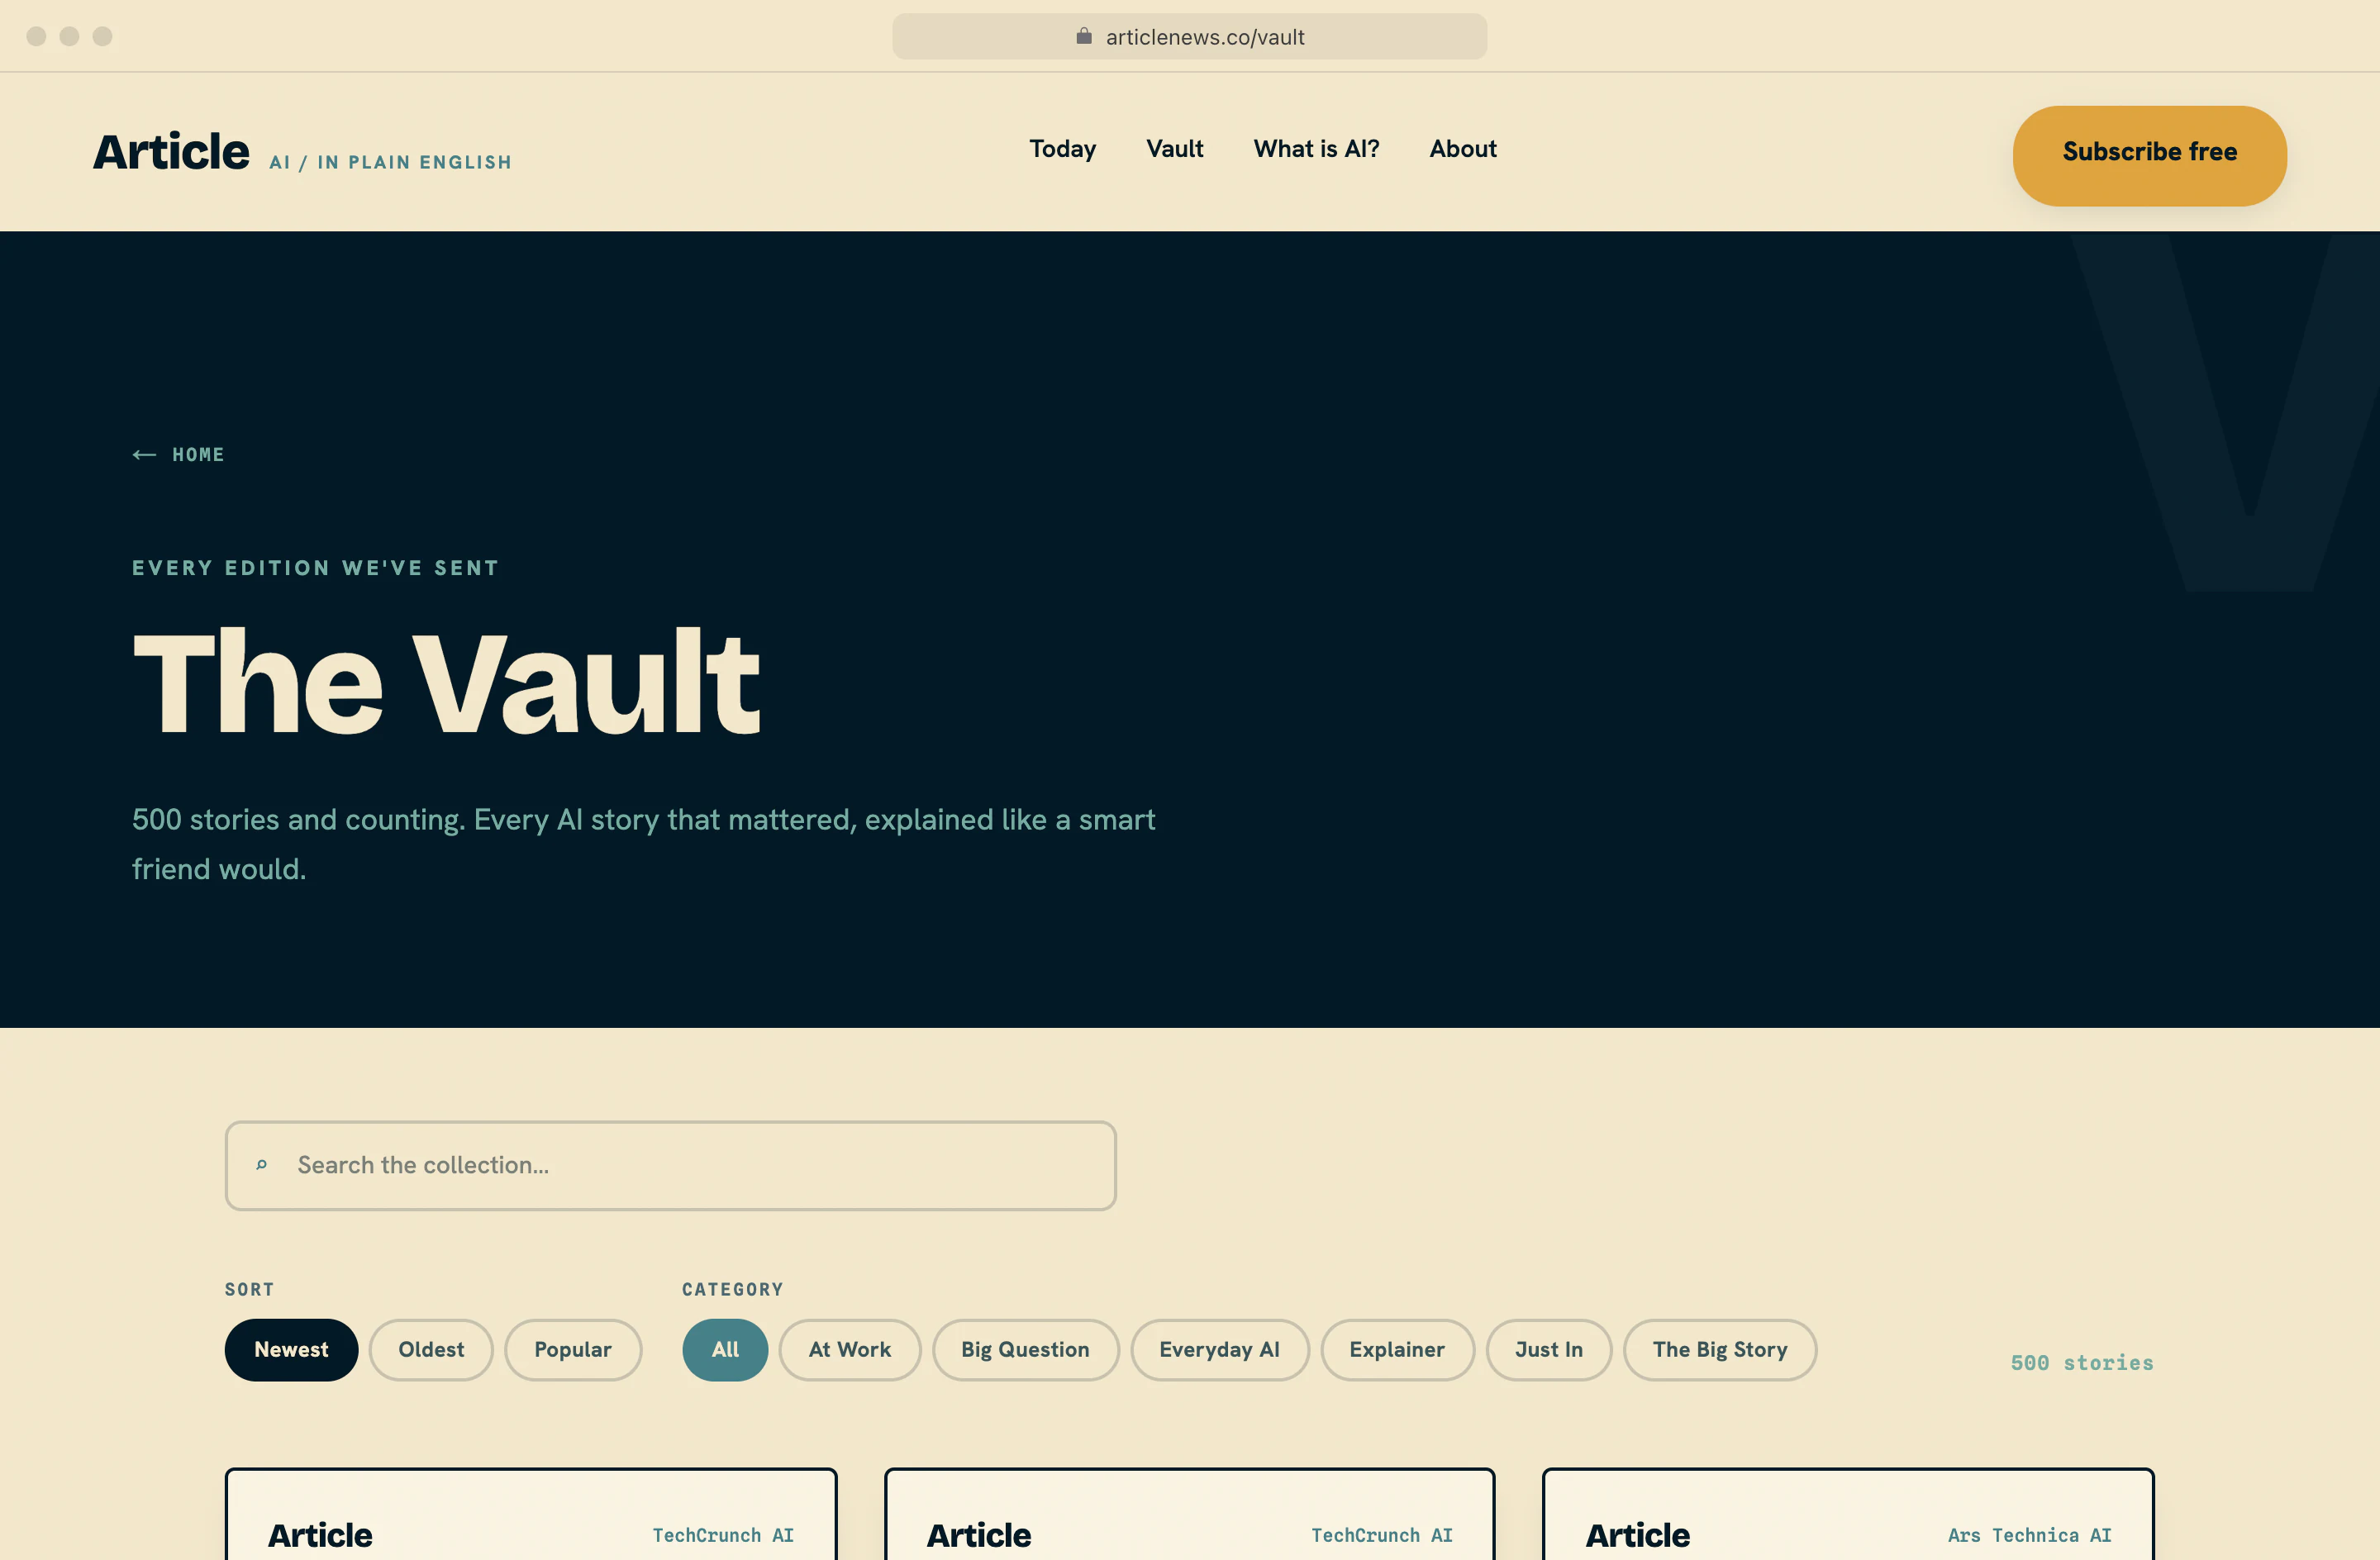 articlenews.co/vault
Article AI / IN PLAIN ENGLISH
Today Vault What is AI? About
Subscribe free
V
← HOME
EVERY EDITION WE'VE SENT
The Vault
500 stories and counting. Every AI story that mattered, explained like a smart
friend would.
Search the collection...
SORT
Newest Oldest Popular
CATEGORY
All At Work Big Question Everyday AI Explainer Just In The Big Story
500 stories
Article TechCrunch AI
Article TechCrunch AI
Article Ars Technica AI